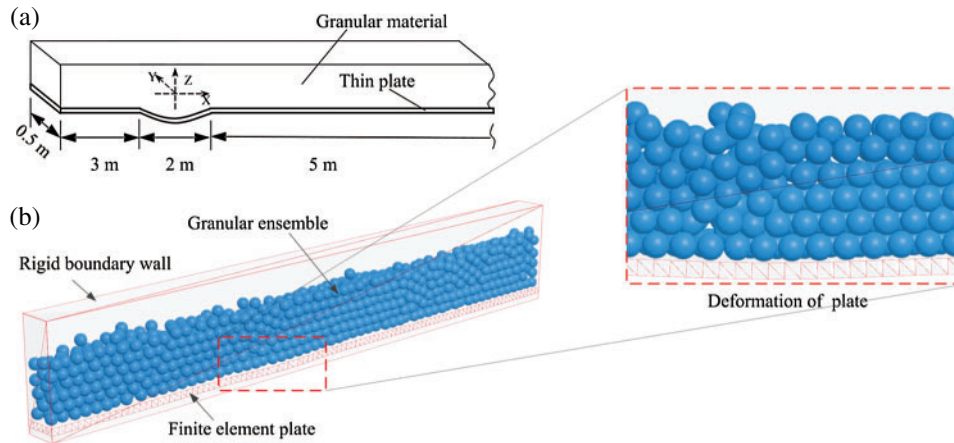 (a)
Granular material
Y
Z
X
Thin plate
0.5 m
3 m
2 m
5 m
(b)
Granular ensemble
Rigid boundary wall
Finite element plate
Deformation of plate